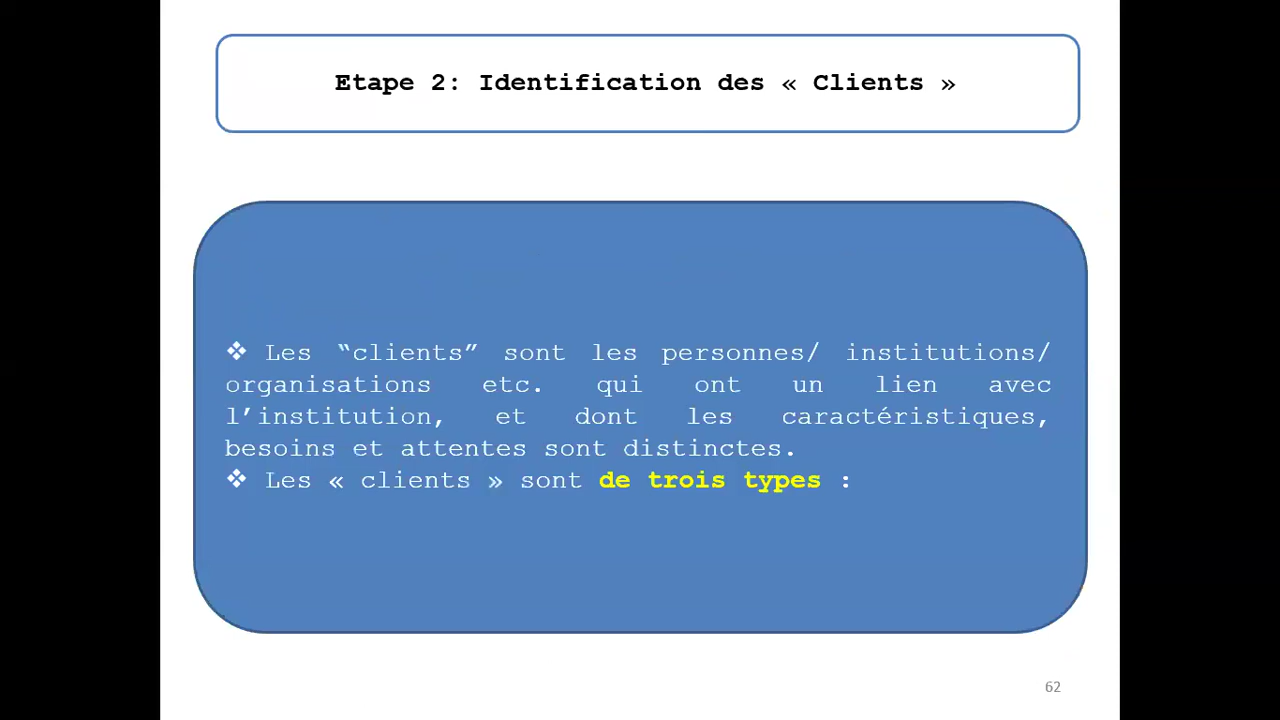 Etape 2: Identification des « Clients »
❖ Les “clients” sont les personnes/ institutions/
organisations etc. qui ont un lien avec
l’institution, et dont les caractéristiques,
besoins et attentes sont distinctes.
❖ Les « clients » sont de trois types :
62